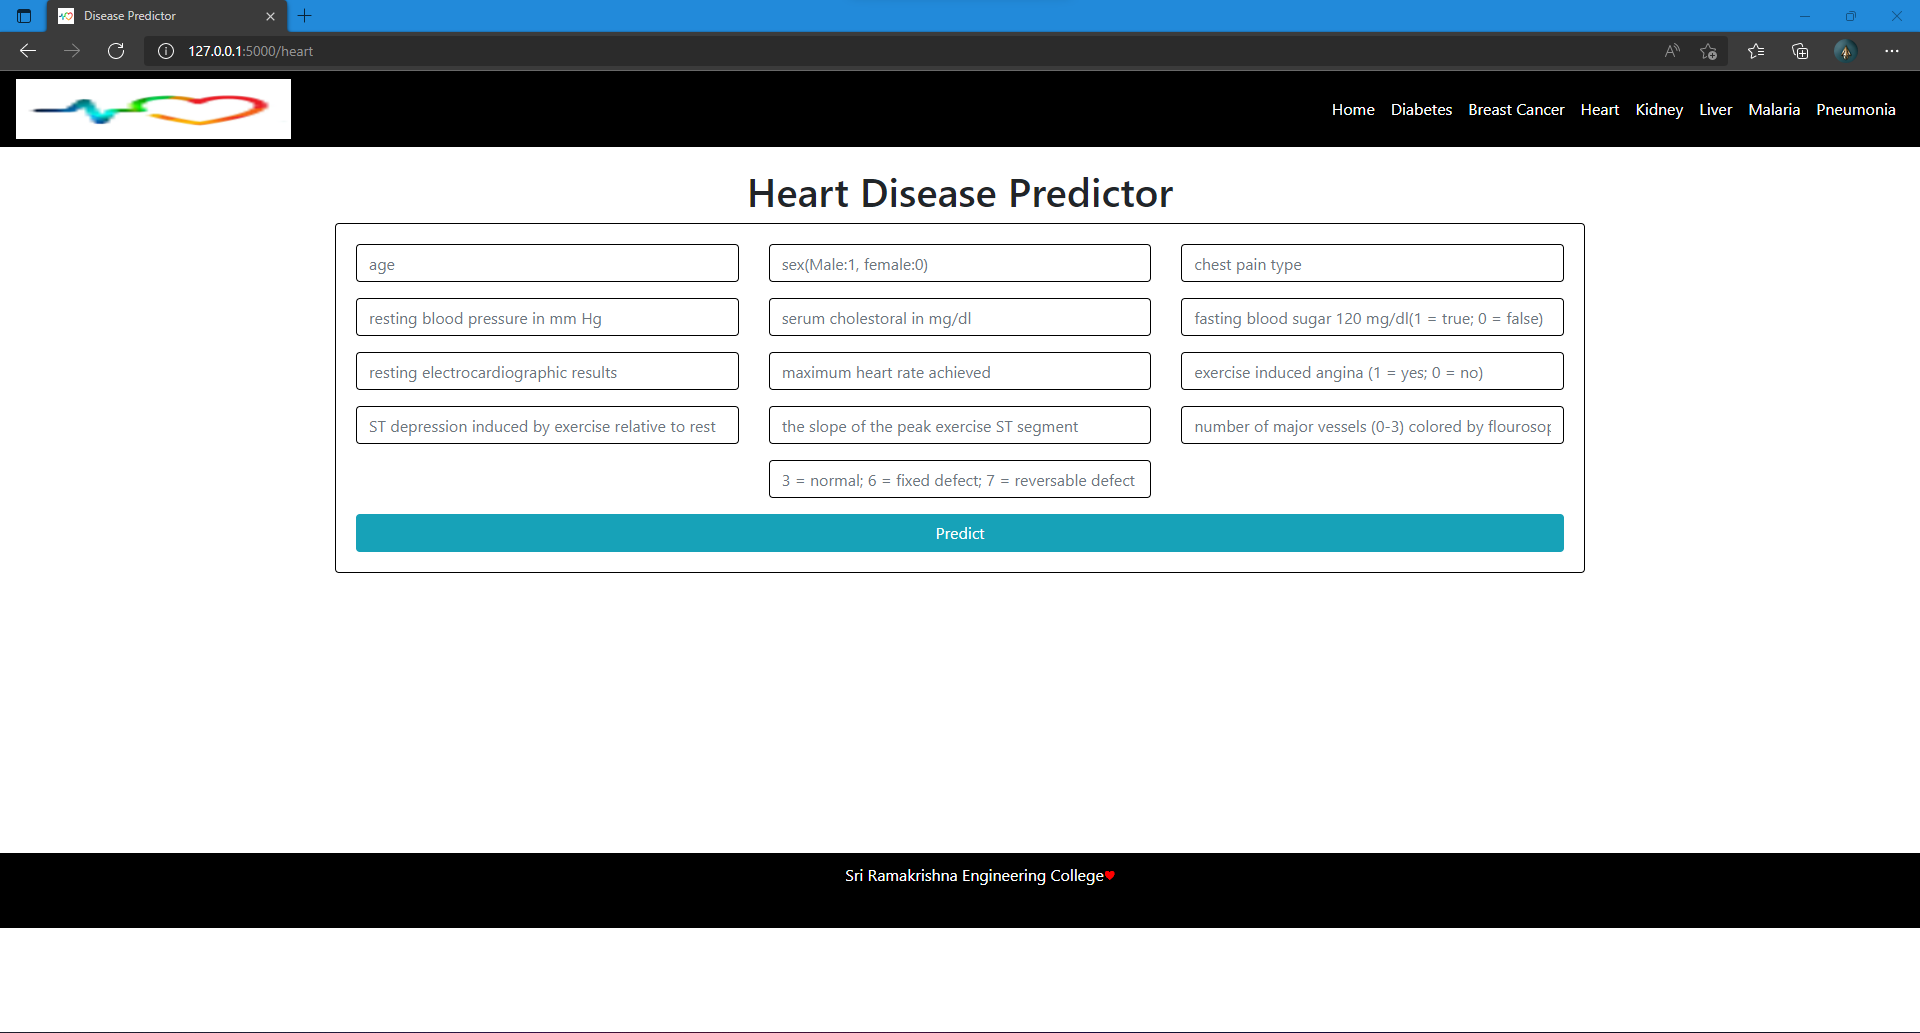 Disease Predictor
127.0.0.1:5000/heart
Home Diabetes Breast Cancer Heart Kidney Liver Malaria Pneumonia
Heart Disease Predictor
age
sex(Male:1, female:0)
chest pain type
resting blood pressure in mm Hg
serum cholestoral in mg/dl
fasting blood sugar 120 mg/dl(1 = true; 0 = false)
resting electrocardiographic results
maximum heart rate achieved
exercise induced angina (1 = yes; 0 = no)
ST depression induced by exercise relative to rest
the slope of the peak exercise ST segment
number of major vessels (0-3) colored by flourosop
3 = normal; 6 = fixed defect; 7 = reversable defect
Predict
Sri Ramakrishna Engineering College♥